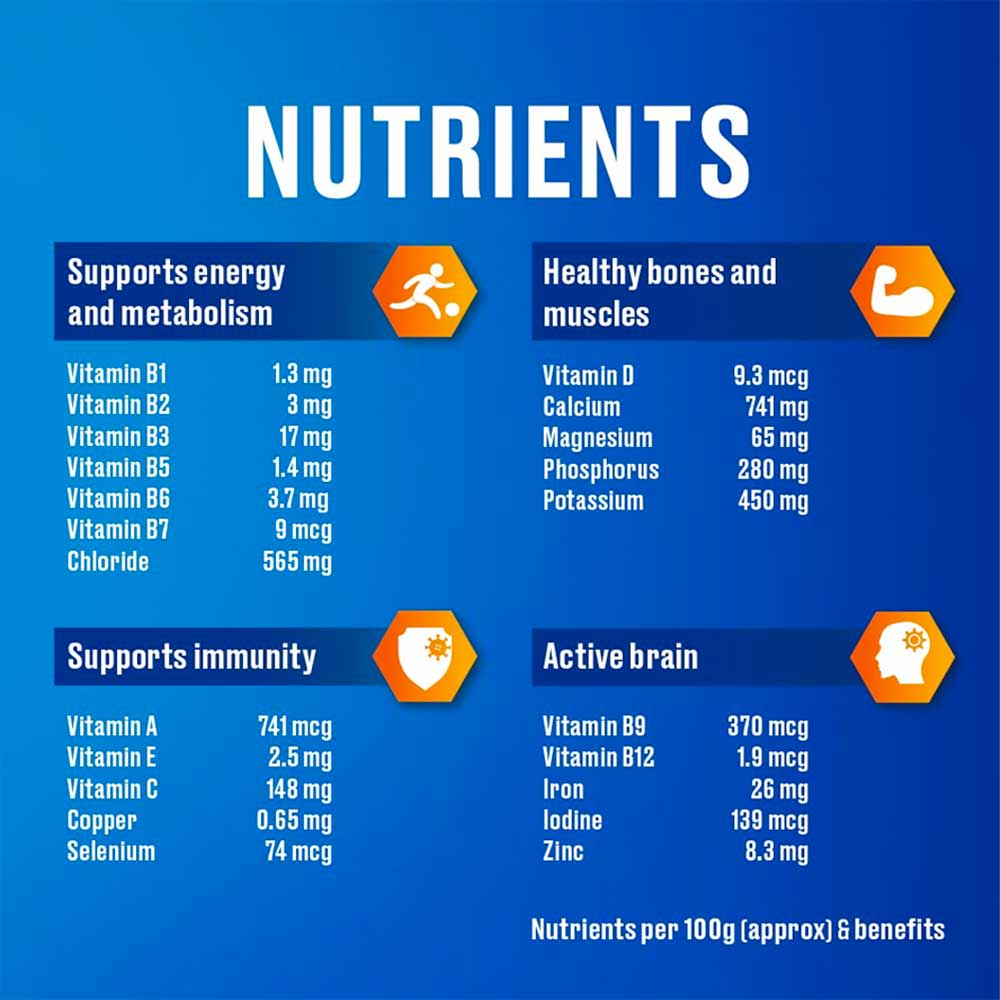 NUTRIENTS
Supports energy
and metabolism
Vitamin B1 1.3 mg
Vitamin B2 3 mg
Vitamin B3 17 mg
Vitamin B5 1.4 mg
Vitamin B6 3.7 mg
Vitamin B7 9 mcg
Chloride 565 mg
Healthy bones and
muscles
Vitamin D 9.3 mcg
Calcium 741 mg
Magnesium 65 mg
Phosphorus 280 mg
Potassium 450 mg
Supports immunity
Vitamin A 741 mcg
Vitamin E 2.5 mg
Vitamin C 148 mg
Copper 0.65 mg
Selenium 74 mcg
Active brain
Vitamin B9 370 mcg
Vitamin B12 1.9 mcg
Iron 26 mg
Iodine 139 mcg
Zinc 8.3 mg
Nutrients per 100g (approx) & benefits